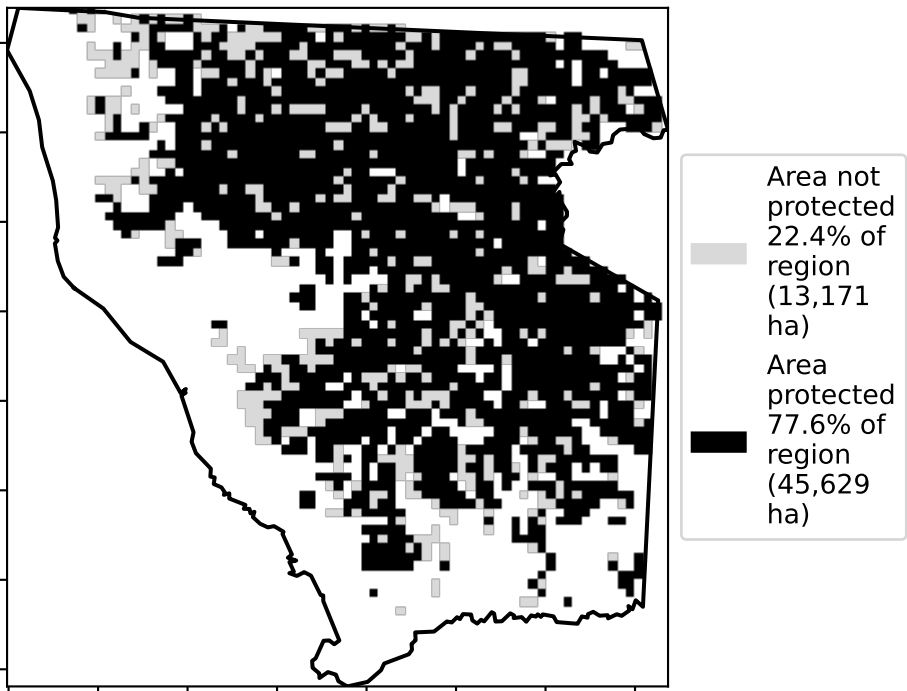 Area not
protected
22.4% of
region
(13,171
ha)
Area
protected
77.6% of
region
(45,629
ha)